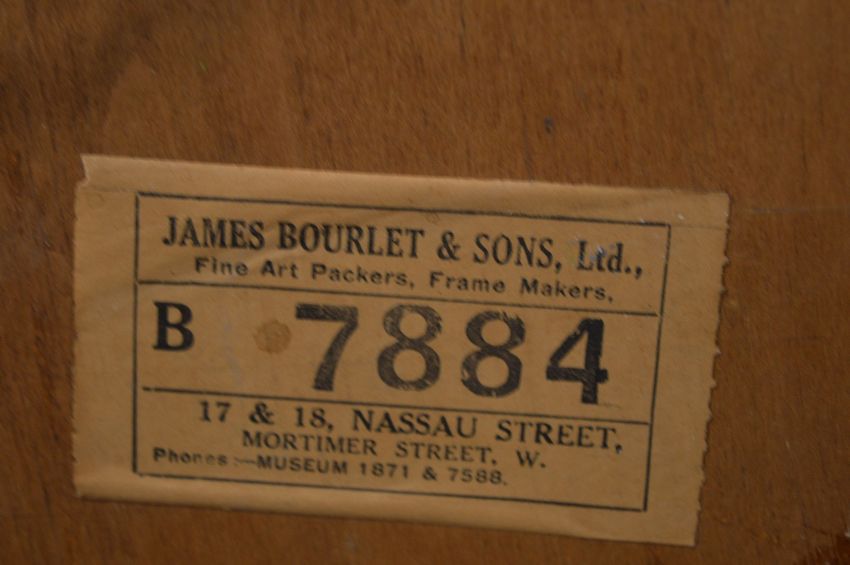 JAMES BOURLET & SONS, Ltd.,
Fine Art Packers, Frame Makers,
B 7884
17 & 18, NASSAU STREET,
MORTIMER STREET, W.
Phones:—MUSEUM 1871 & 7588.